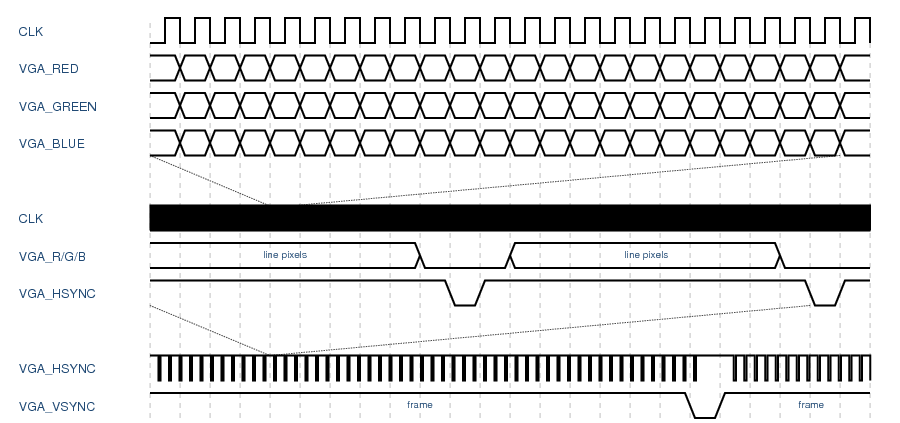 CLK
VGA_RED
VGA_GREEN
VGA_BLUE
CLK
VGA_R/G/B line pixels line pixels
VGA_HSYNC
VGA_HSYNC
VGA_VSYNC frame frame